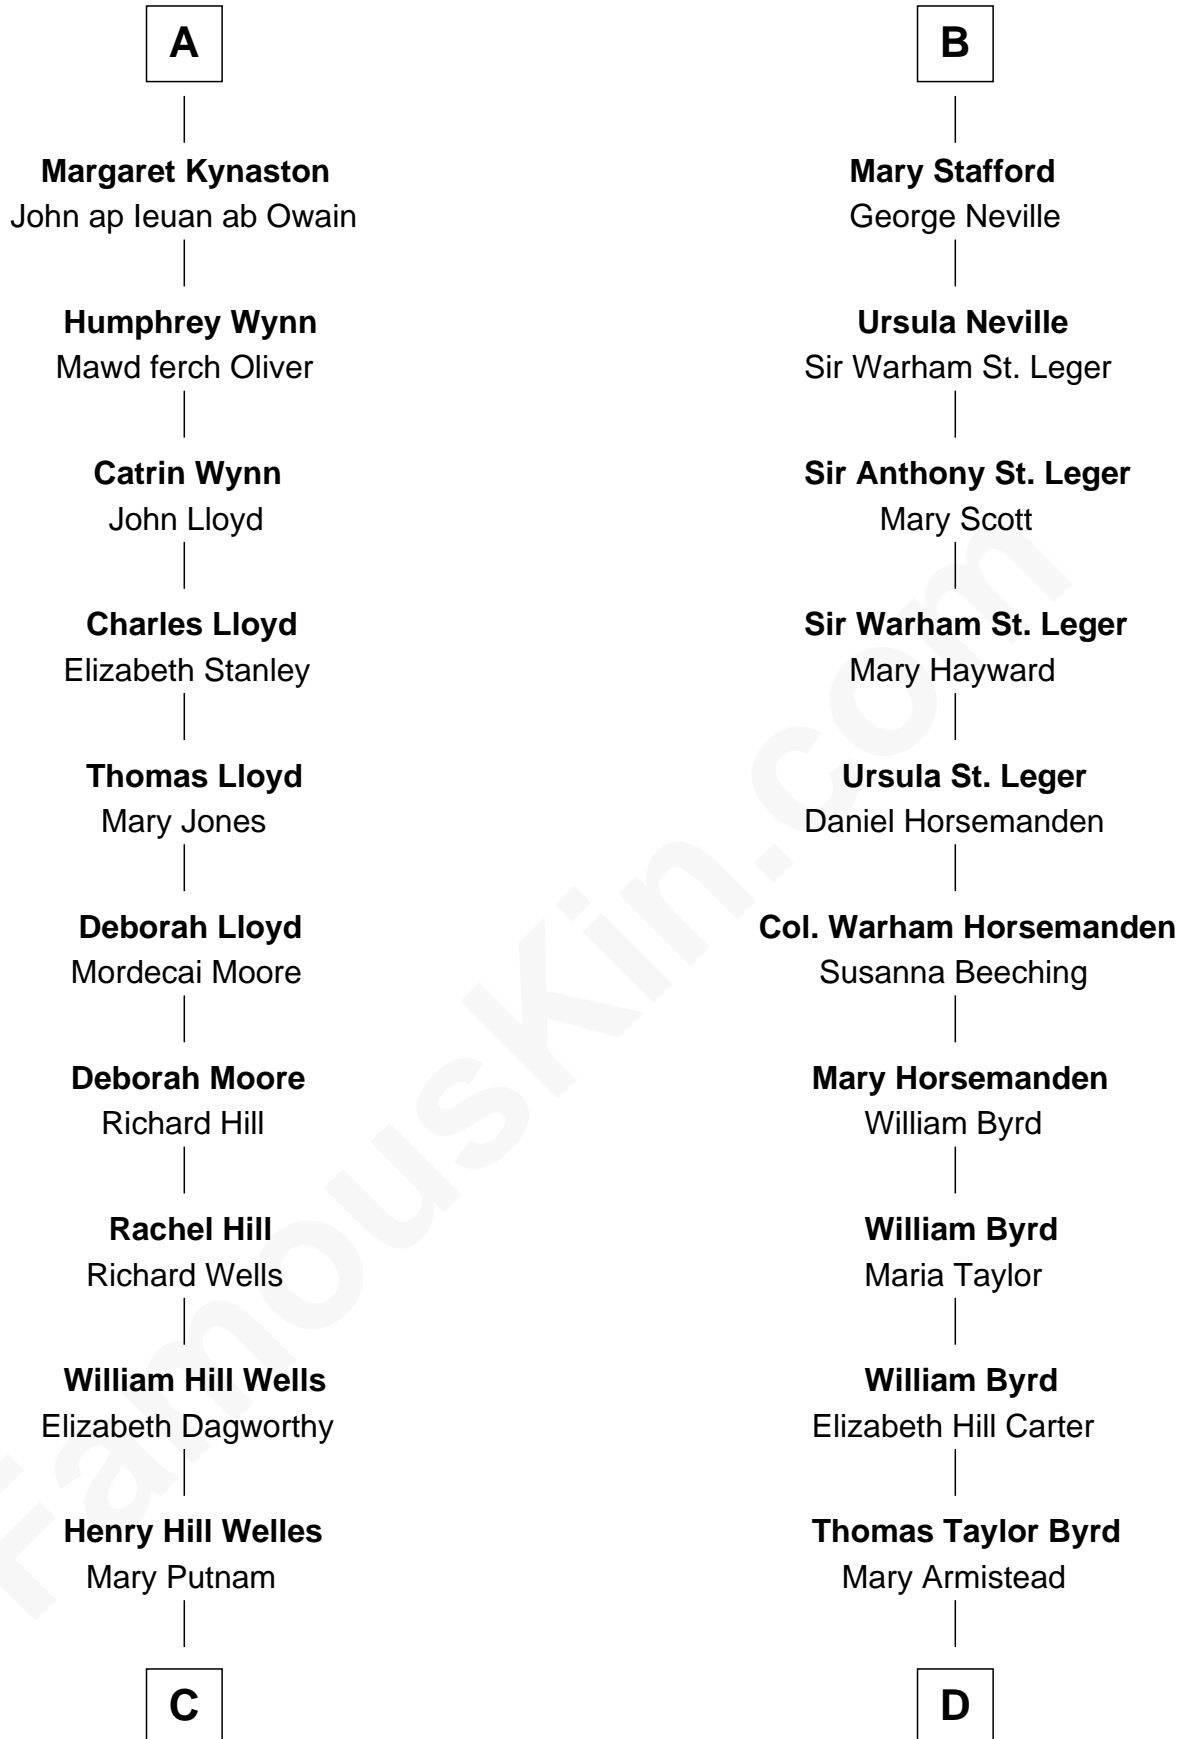 A
Margaret Kynaston
John ap Ieuan ab Owain
Humphrey Wynn
Mawd ferch Oliver
Catrin Wynn
John Lloyd
Charles Lloyd
Elizabeth Stanley
Thomas Lloyd
Mary Jones
Deborah Lloyd
Mordecai Moore
Deborah Moore
Richard Hill
Rachel Hill
Richard Wells
William Hill Wells
Elizabeth Dagworthy
Henry Hill Welles
Mary Putnam
C
B
Mary Stafford
George Neville
Ursula Neville
Sir Warham St. Leger
Sir Anthony St. Leger
Mary Scott
Sir Warham St. Leger
Mary Hayward
Ursula St. Leger
Daniel Horsemanden
Col. Warham Horsemanden
Susanna Beeching
Mary Horsemanden
William Byrd
William Byrd
Maria Taylor
William Byrd
Elizabeth Hill Carter
Thomas Taylor Byrd
Mary Armistead
D
FamousKin.com